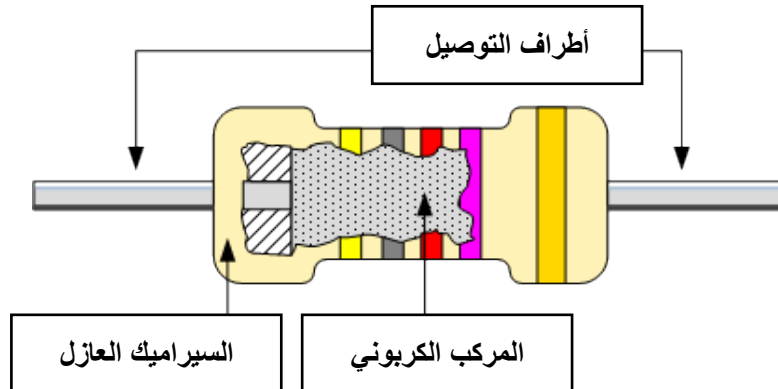 أطراف التوصيل
المركب الكربوني
السيراميك العازل